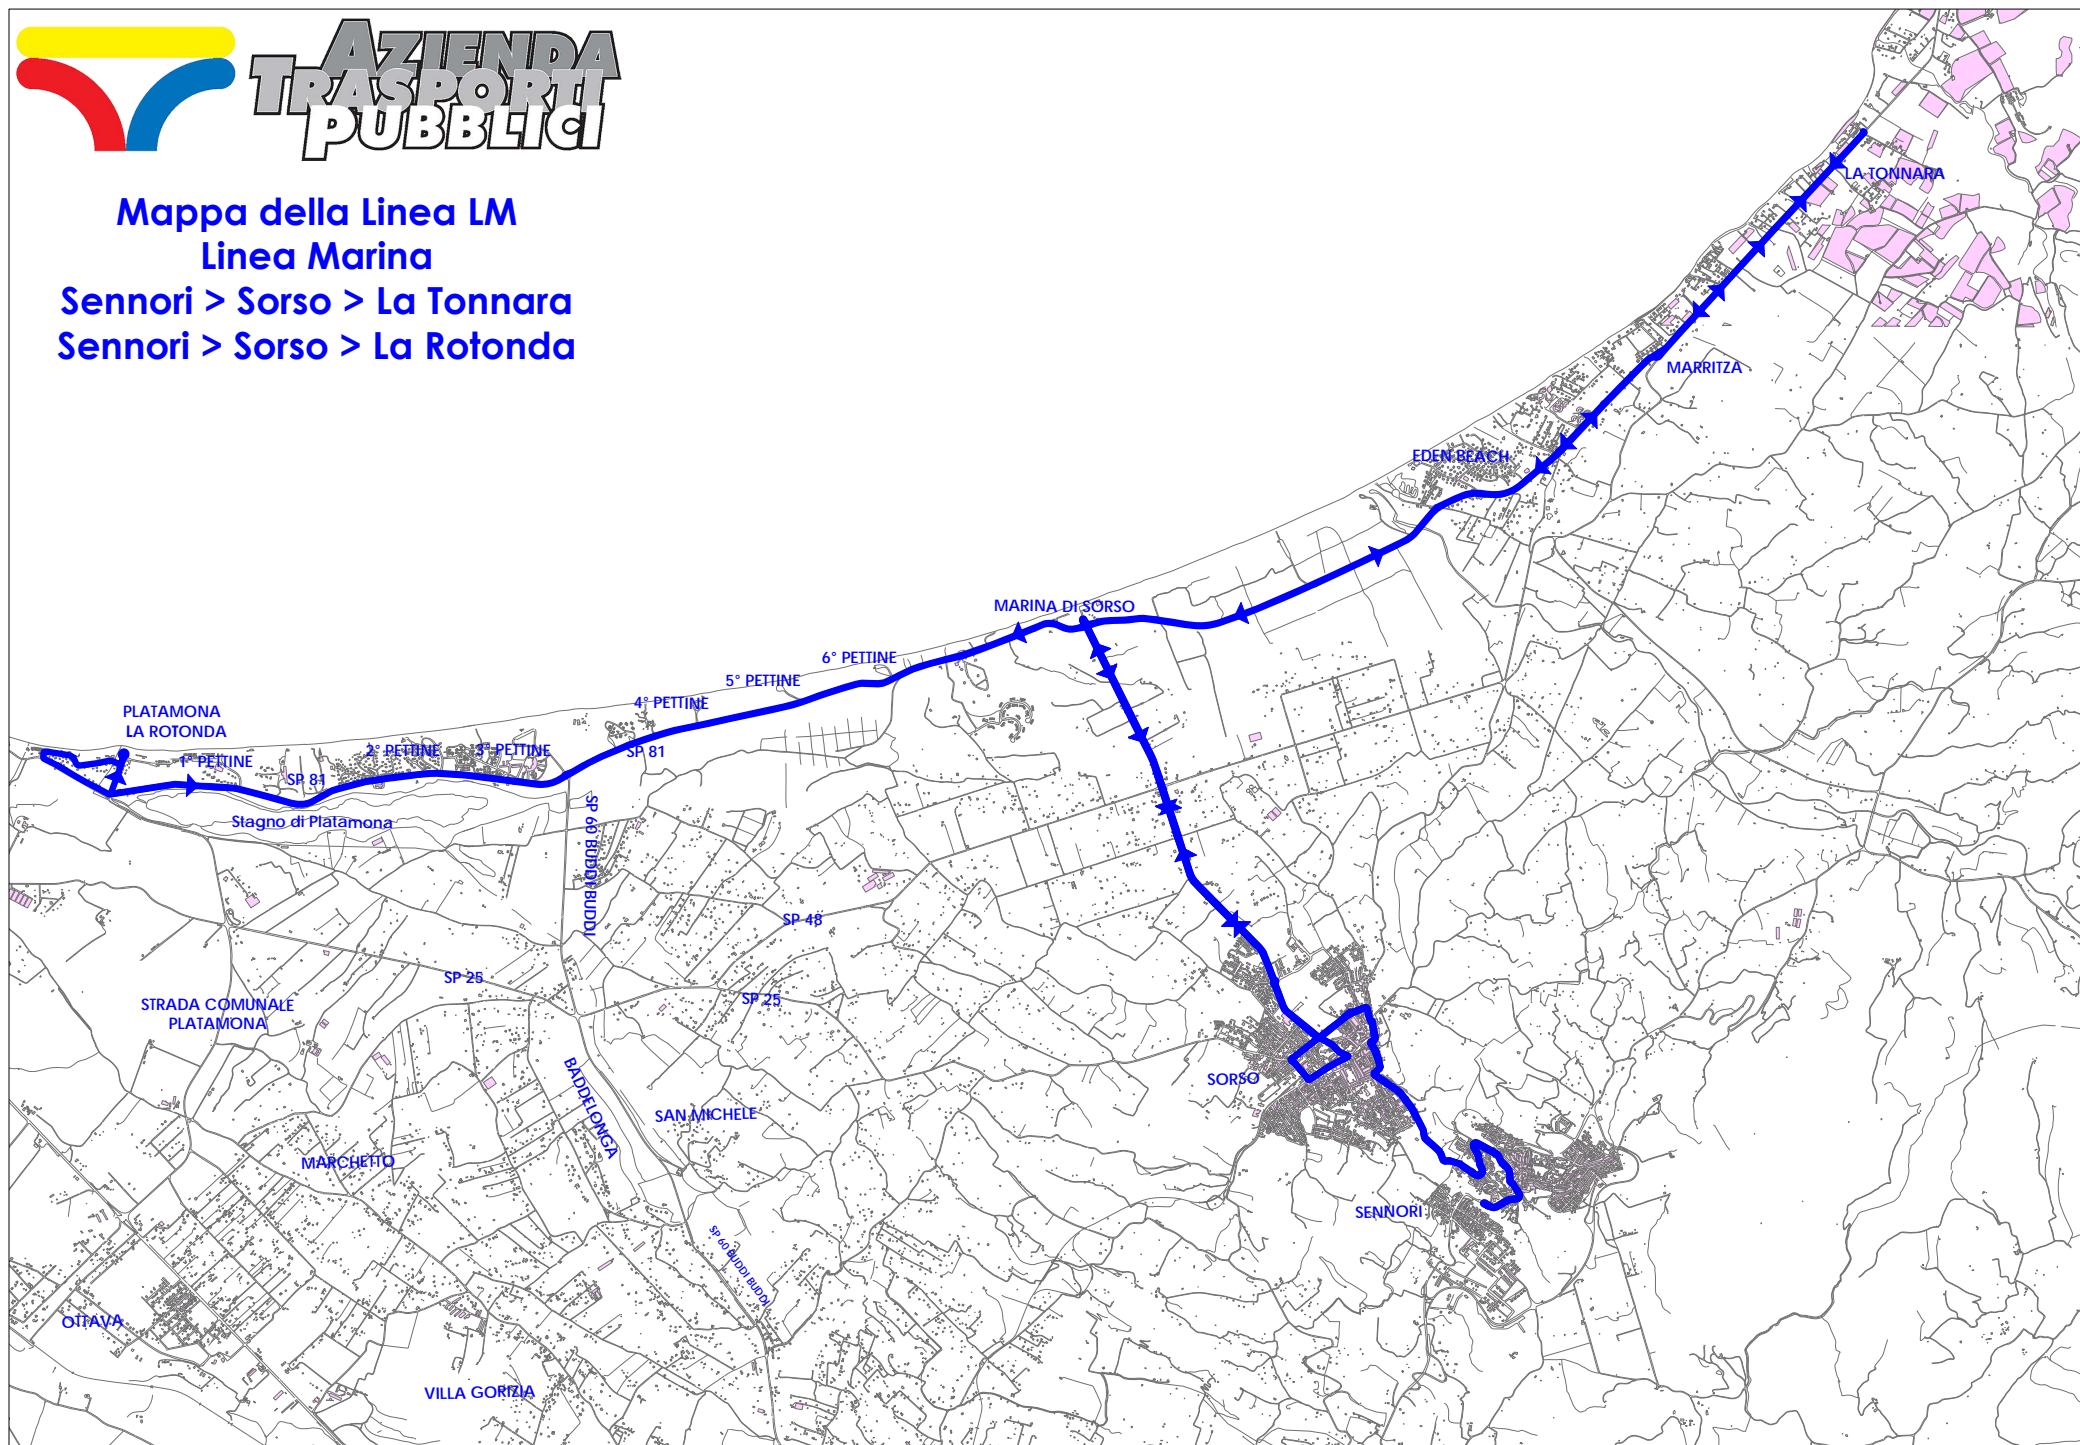 AZIENDA
TRASPORTI
PUBBLICI
Mappa della Linea LM
Linea Marina
Sennori > Sorso > La Tonnara
Sennori > Sorso > La Rotonda
LA TONNARA
MARRITZA
EDEN BEACH
MARINA DI SORSO
6° PETTINE
5° PETTINE
4° PETTINE
SP 81
PLATAMONA
LA ROTONDA
1° PETTINE
2° PETTINE
3° PETTINE
SP 81
Stagno di Platamona
SP 60 BUDDI BUDDI
SP 48
SP 25
SP 25
STRADA COMUNALE
PLATAMONA
BADDELONGA
SAN MICHELE
SORSO
MARCHETTO
SENNORI
SP 60 BUDDI BUDDI
OTTAVA
VILLA GORIZIA